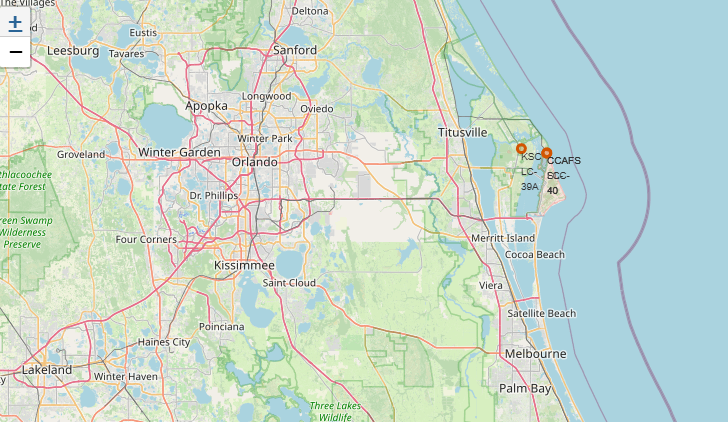 The Villages
Deltona
+
−
Leesburg
Eustis
Tavares
Sanford
Longwood
Apopka
Oviedo
Winter Park
Titusville
Groveland
Winter Garden
Orlando
KSC
LC-
39A
CCAFS
40
thlacoochee
tate Forest
Dr. Phillips
reen Swamp
Wilderness
Preserve
Four Corners
Merritt Island
Cocoa Beach
Kissimmee
Saint Cloud
Viera
Poinciana
Satellite Beach
Haines City
Melbourne
Lakeland
Winter Haven
Palm Bay
Three Lakes
Wildlife